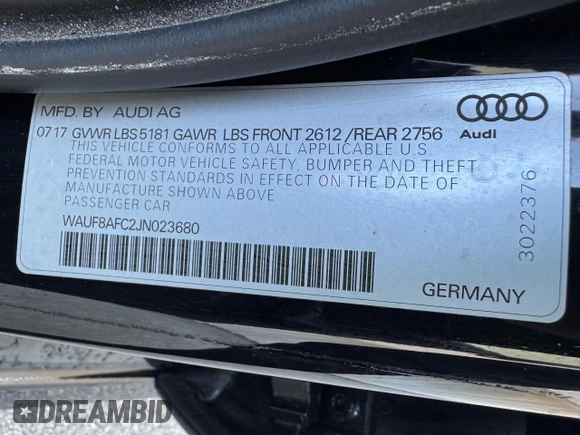 MFD. BY AUDI AG
07 17 GVWR LBS 5181 GAWR LBS FRONT 2612 /REAR 2756
Audi
THIS VEHICLE CONFORMS TO ALL APPLICABLE U.S.
FEDERAL MOTOR VEHICLE SAFETY, BUMPER AND THEFT
PREVENTION STANDARDS IN EFFECT ON THE DATE OF
MANUFACTURE SHOWN ABOVE
PASSENGER CAR
WAUF8AFC2JN023680
3022376
GERMANY
DREAMBID